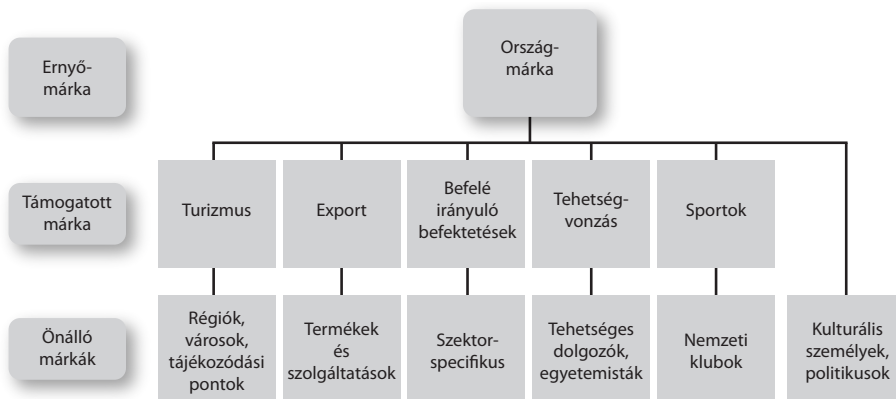 Ernyő-
márka
Ország-
márka
Támogatott
márka
Turizmus
Export
Befelé
irányuló
befektetések
Tehetség-
vonzás
Sportok
Önálló
márkák
Régiók,
városok,
tájékozódási
pontok
Termékek
és
szolgáltatások
Szektor-
specifikus
Tehetséges
dolgozók,
egyetemisták
Nemzeti
klubok
Kulturális
személyek,
politikusok